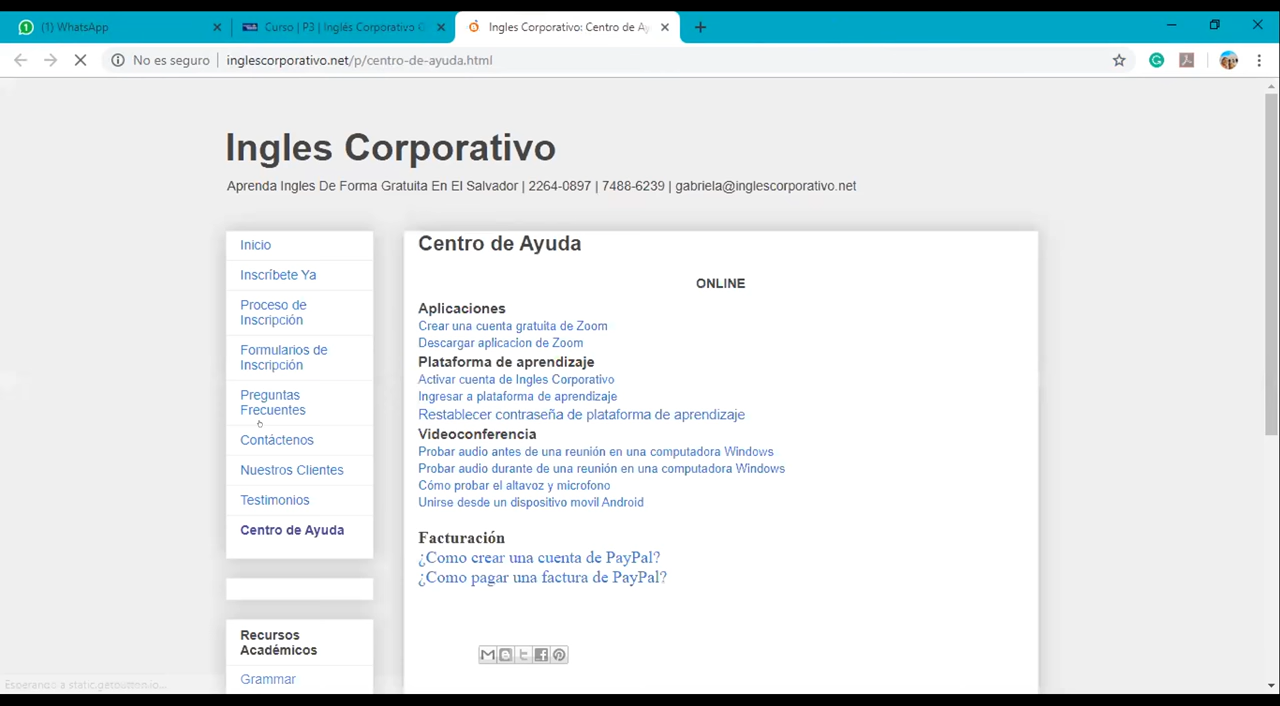 (1) WhatsApp
Curso | P3 | Inglés Corporativo
Ingles Corporativo: Centro de Ay
No es seguro
inglescorporativo.net/p/centro-de-ayuda.html
Ingles Corporativo
Aprenda Ingles De Forma Gratuita En El Salvador | 2264-0897 | 7488-6239 | gabriela@inglescorporativo.net
Inicio
Inscríbete Ya
Proceso de
Inscripción
Formularios de
Inscripción
Preguntas
Frecuentes
Contáctenos
Nuestros Clientes
Testimonios
Centro de Ayuda
Recursos
Académicos
Grammar
Centro de Ayuda
ONLINE
Aplicaciones
Crear una cuenta gratuita de Zoom
Descargar aplicacion de Zoom
Plataforma de aprendizaje
Activar cuenta de Ingles Corporativo
Ingresar a plataforma de aprendizaje
Restablecer contraseña de plataforma de aprendizaje
Videoconferencia
Probar audio antes de una reunión en una computadora Windows
Probar audio durante de una reunión en una computadora Windows
Cómo probar el altavoz y microfono
Unirse desde un dispositivo movil Android
Facturación
¿Como crear una cuenta de PayPal?
¿Como pagar una factura de PayPal?
Esperando a static.getbutton.io...